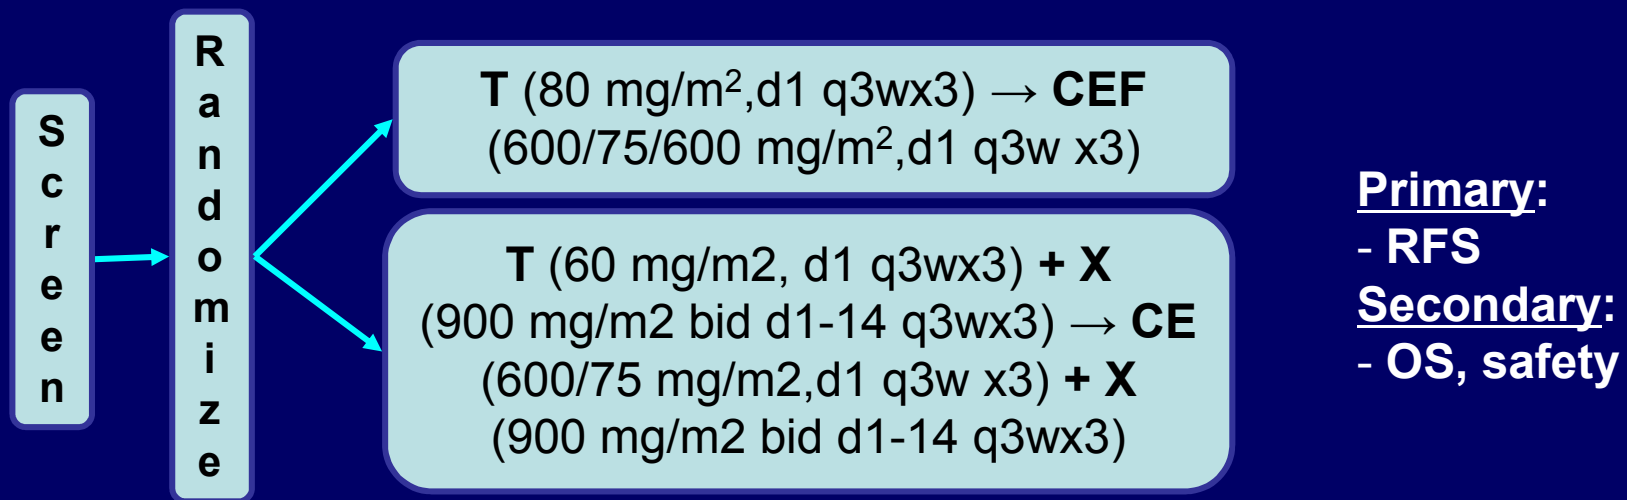 Screen
Randomize
T (80 mg/m²,d1 q3wx3) → CEF
(600/75/600 mg/m²,d1 q3w x3)
T (60 mg/m2, d1 q3wx3) + X
(900 mg/m2 bid d1-14 q3wx3) → CE
(600/75 mg/m2,d1 q3w x3) + X
(900 mg/m2 bid d1-14 q3wx3)
Primary:
- RFS
Secondary:
- OS, safety